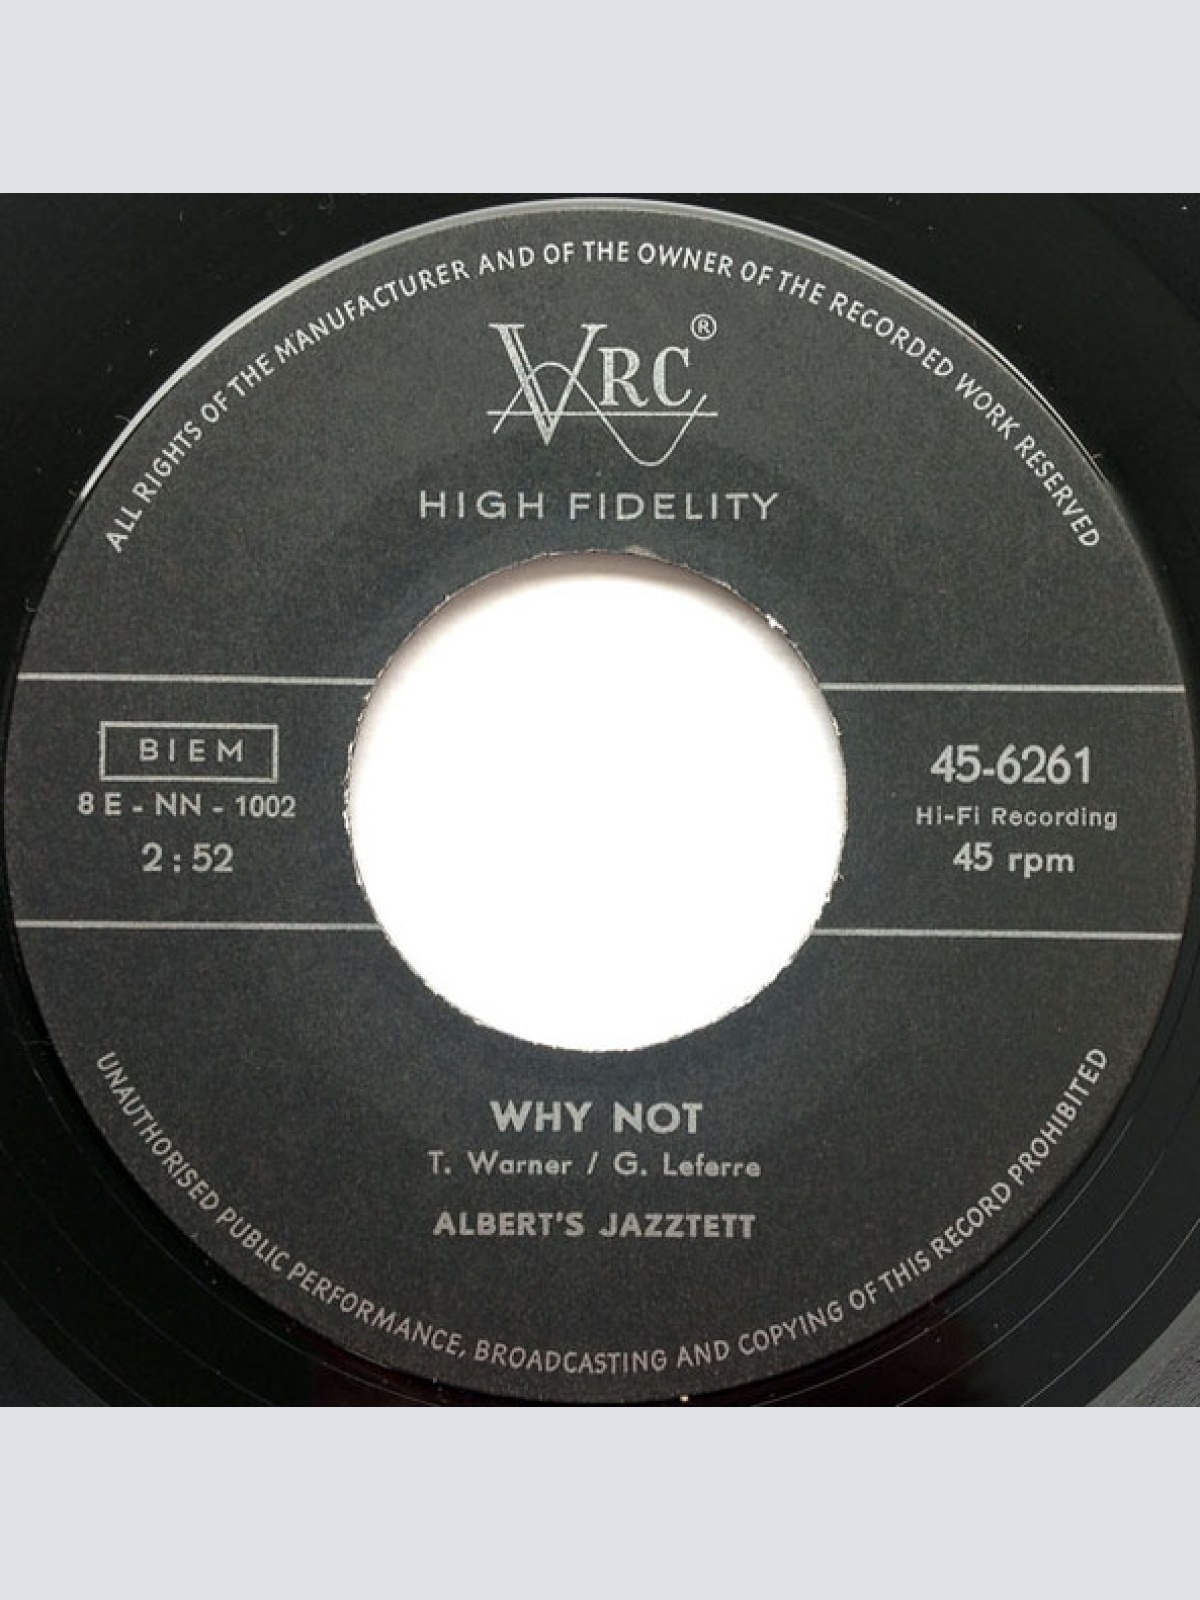 ALL RIGHTS OF THE MANUFACTURER AND OF THE OWNER OF THE RECORDED WORK RESERVED
VRC®
HIGH FIDELITY
BIEM
8 E - NN - 1002
2 : 52
45-6261
Hi-Fi Recording
45 rpm
WHY NOT
T. Warner / G. Leferre
ALBERT'S JAZZTETT
UNAUTHORISED PUBLIC PERFORMANCE, BROADCASTING AND COPYING OF THIS RECORD PROHIBITED